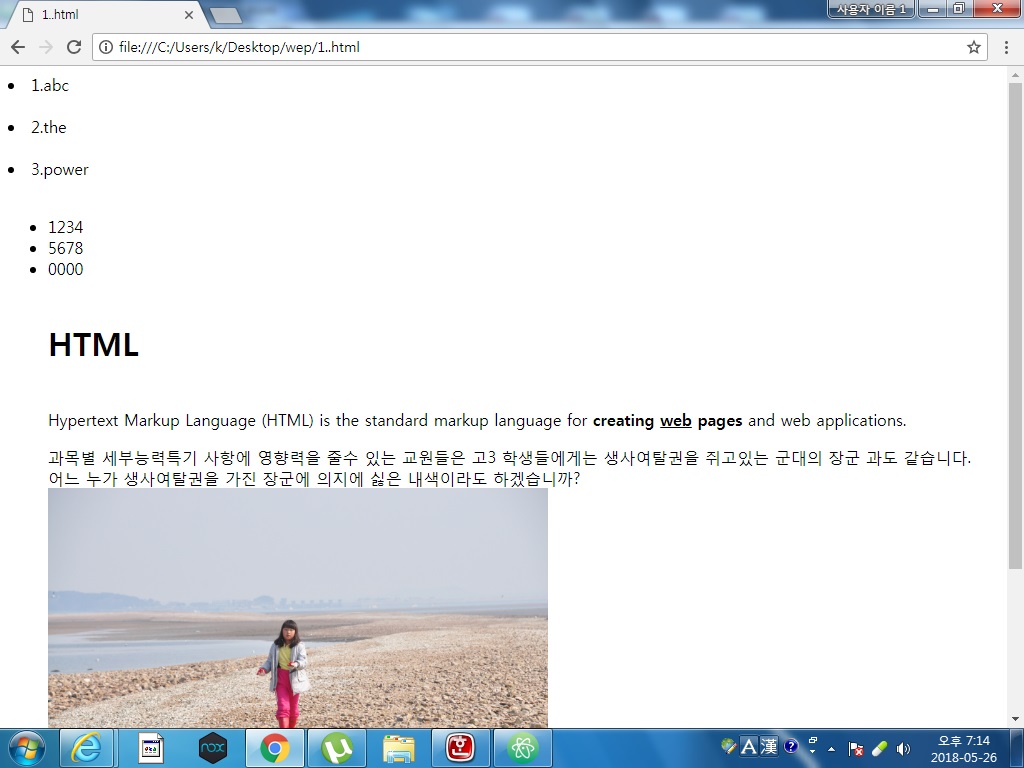 1..html
사용자 이름 1
file:///C:/Users/k/Desktop/wep/1..html
1.abc
2.the
3.power
1234
5678
0000
HTML
Hypertext Markup Language (HTML) is the standard markup language for creating web pages and web applications.
과목별 세부능력특기 사항에 영향력을 줄수 있는 교원들은 고3 학생들에게는 생사여탈권을 쥐고있는 군대의 장군 과도 같습니다.
어느 누가 생사여탈권을 가진 장군에 의지에 싫은 내색이라도 하겠습니까?
nox
A 漢
오후 7:14
2018-05-26